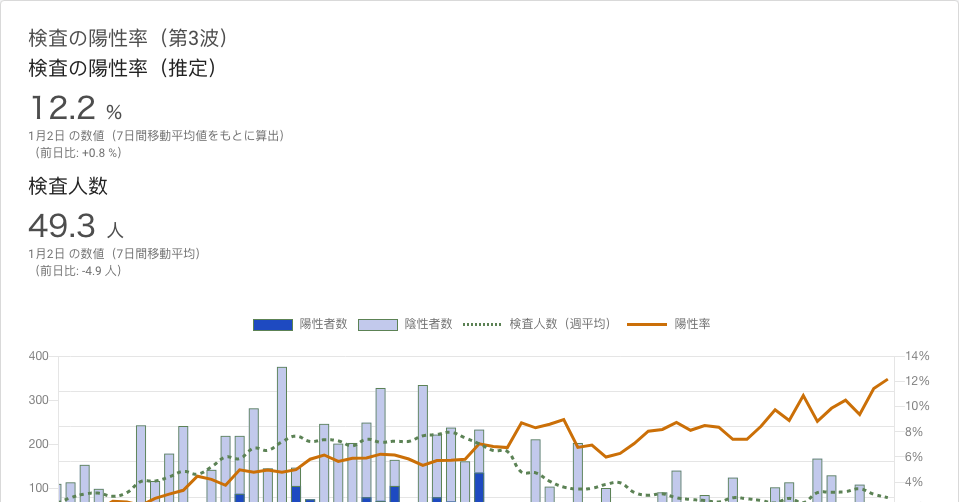 検査の陽性率（第3波）
検査の陽性率（推定）
12.2 %
1月2日 の数値（7日間移動平均値をもとに算出）
（前日比: +0.8 %）
検査人数
49.3 人
1月2日 の数値（7日間移動平均）
（前日比: -4.9 人）
陽性者数 陰性者数 検査人数（週平均） 陽性率
400 14%
12%
300 10%
200 8%
6%
100 4%